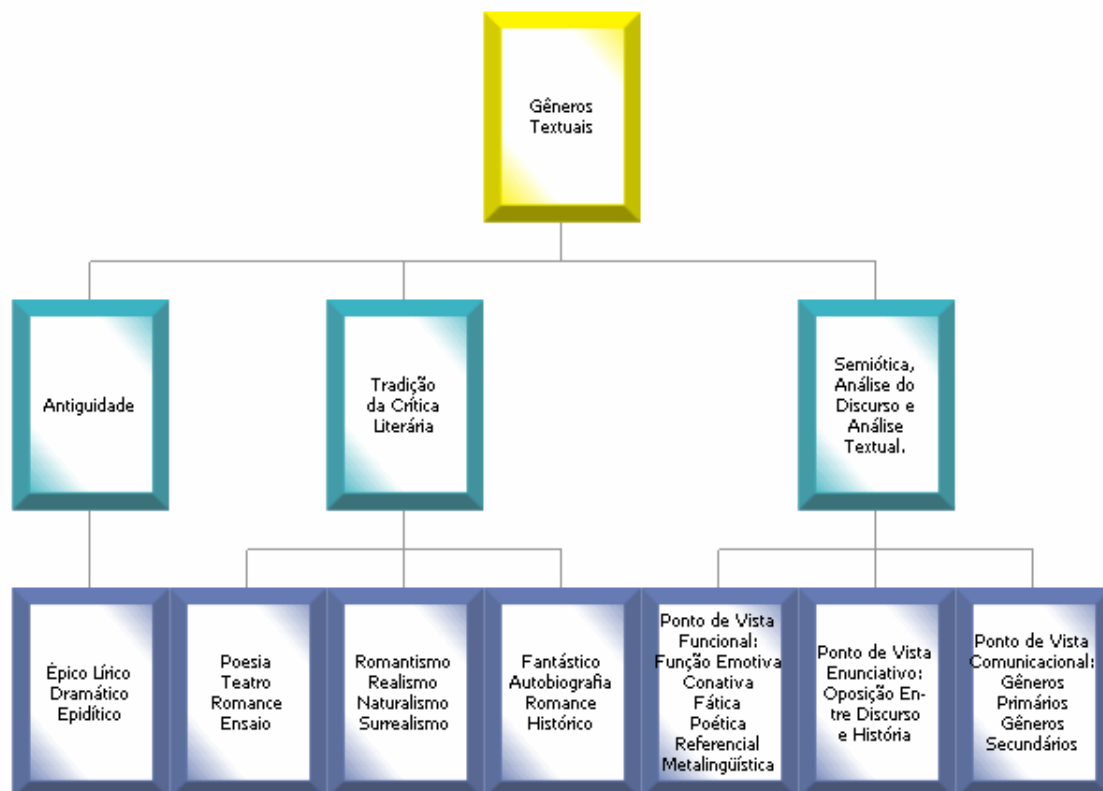 Gêneros
Textuais
Antiguidade
Tradição
da Crítica
Literária
Semiótica,
Análise do
Discurso e
Análise
Textual.
Épico Lírico
Dramático
Epidítico
Poesia
Teatro
Romance
Ensaio
Romantismo
Realismo
Naturalismo
Surrealismo
Fantástico
Autobiografia
Romance
Histórico
Ponto de Vista
Funcional:
Função Emotiva
Conativa
Fática
Poética
Referencial
Metalingüística
Ponto de Vista
Enunciativo:
Oposição En-
tre Discurso
e História
Ponto de Vista
Comunicacional:
Gêneros
Primários
Gêneros
Secundários